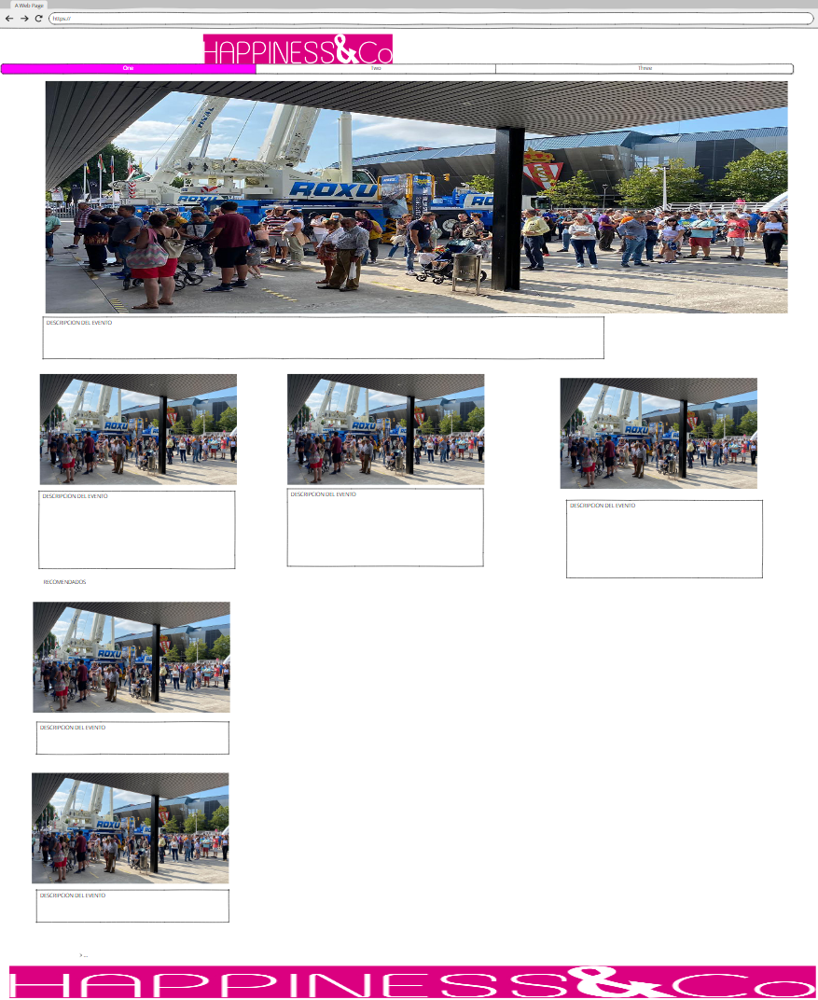 A Web Page
https://
HAPPINESS&Co
One
Two
Three
ROXU
ROXU
DESCRIPCION DEL EVENTO
ROXU
ROXU
ROXU
DESCRIPCION DEL EVENTO
DESCRIPCION DEL EVENTO
DESCRIPCION DEL EVENTO
RECOMENDADOS
ROXU
DESCRIPCION DEL EVENTO
ROXU
DESCRIPCION DEL EVENTO
> ...
HAPPINESS&Co